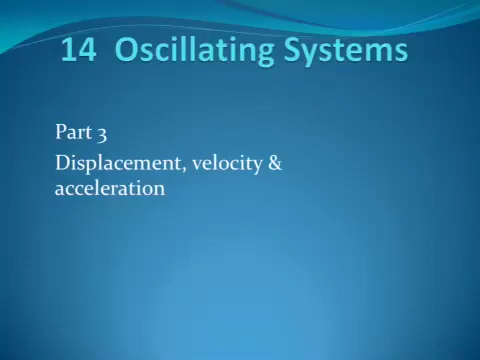 14  Oscillating Systems
Part 3
Displacement, velocity &
acceleration